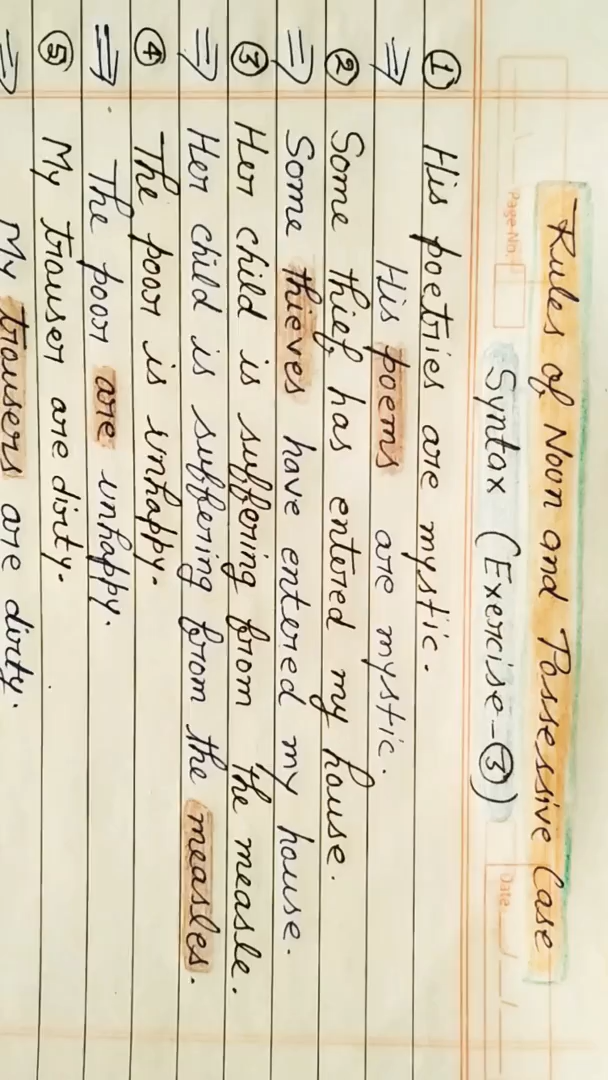 Page No.
Date
Rules of Noun and Possessive Case
Syntax (Exercise-③)
① His poetries are mystic.
⇒ His poems are mystic.
② Some thief has entered my house.
⇒ Some thieves have entered my house.
③ Her child is suffering from the measle.
⇒ Her child is suffering from the measles.
④ The poor is unhappy.
⇒ The poor are unhappy.
⑤ My trouser are dirty.
⇒ My trousers are dirty.